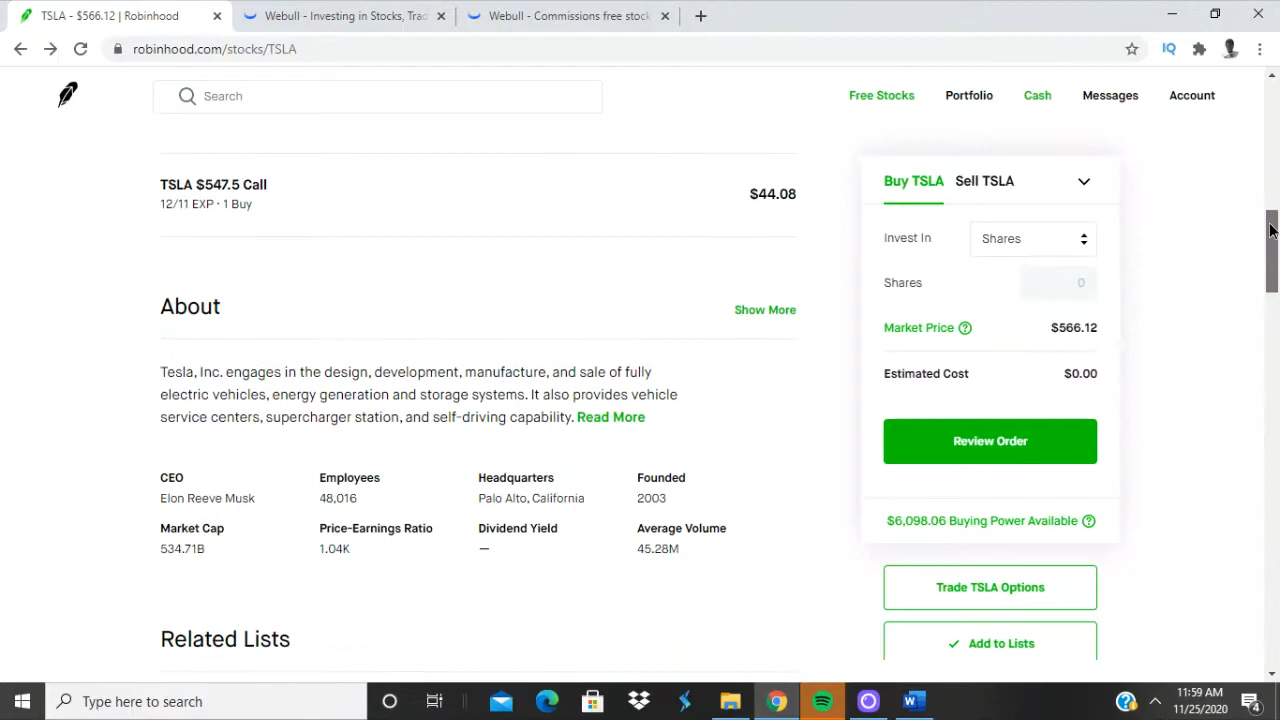 TSLA - $566.12 | Robinhood
Webull - Investing in Stocks, Trad
Webull - Commissions free stock
robinhood.com/stocks/TSLA
IQ
Search
Free Stocks
Portfolio
Cash
Messages
Account
TSLA $547.5 Call
12/11 EXP · 1 Buy
$44.08
Buy TSLA
Sell TSLA
Invest In
Shares
Shares
0
Market Price ?
$566.12
Estimated Cost
$0.00
Review Order
$6,098.06 Buying Power Available ?
Trade TSLA Options
Add to Lists
About
Show More
Tesla, Inc. engages in the design, development, manufacture, and sale of fully
electric vehicles, energy generation and storage systems. It also provides vehicle
service centers, supercharger station, and self-driving capability. Read More
CEO
Elon Reeve Musk
Employees
48,016
Headquarters
Palo Alto, California
Founded
2003
Market Cap
534.71B
Price-Earnings Ratio
1.04K
Dividend Yield
—
Average Volume
45.28M
Related Lists
Type here to search
11:59 AM
11/25/2020
4